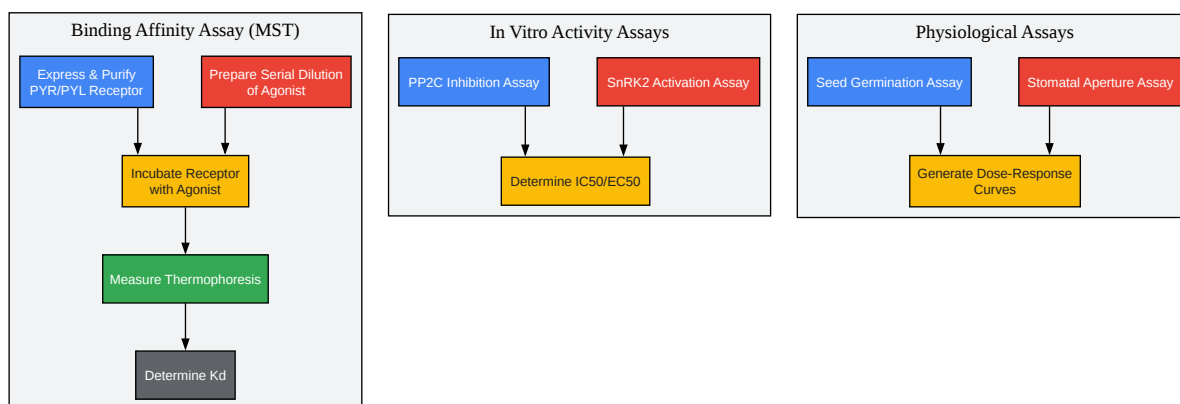 Binding Affinity Assay (MST)
Express & Purify
PYR/PYL Receptor
Prepare Serial Dilution
of Agonist
Incubate Receptor
with Agonist
Measure Thermophoresis
Determine Kd
In Vitro Activity Assays
PP2C Inhibition Assay
SnRK2 Activation Assay
Determine IC50/EC50
Physiological Assays
Seed Germination Assay
Stomatal Aperture Assay
Generate Dose-Response
Curves